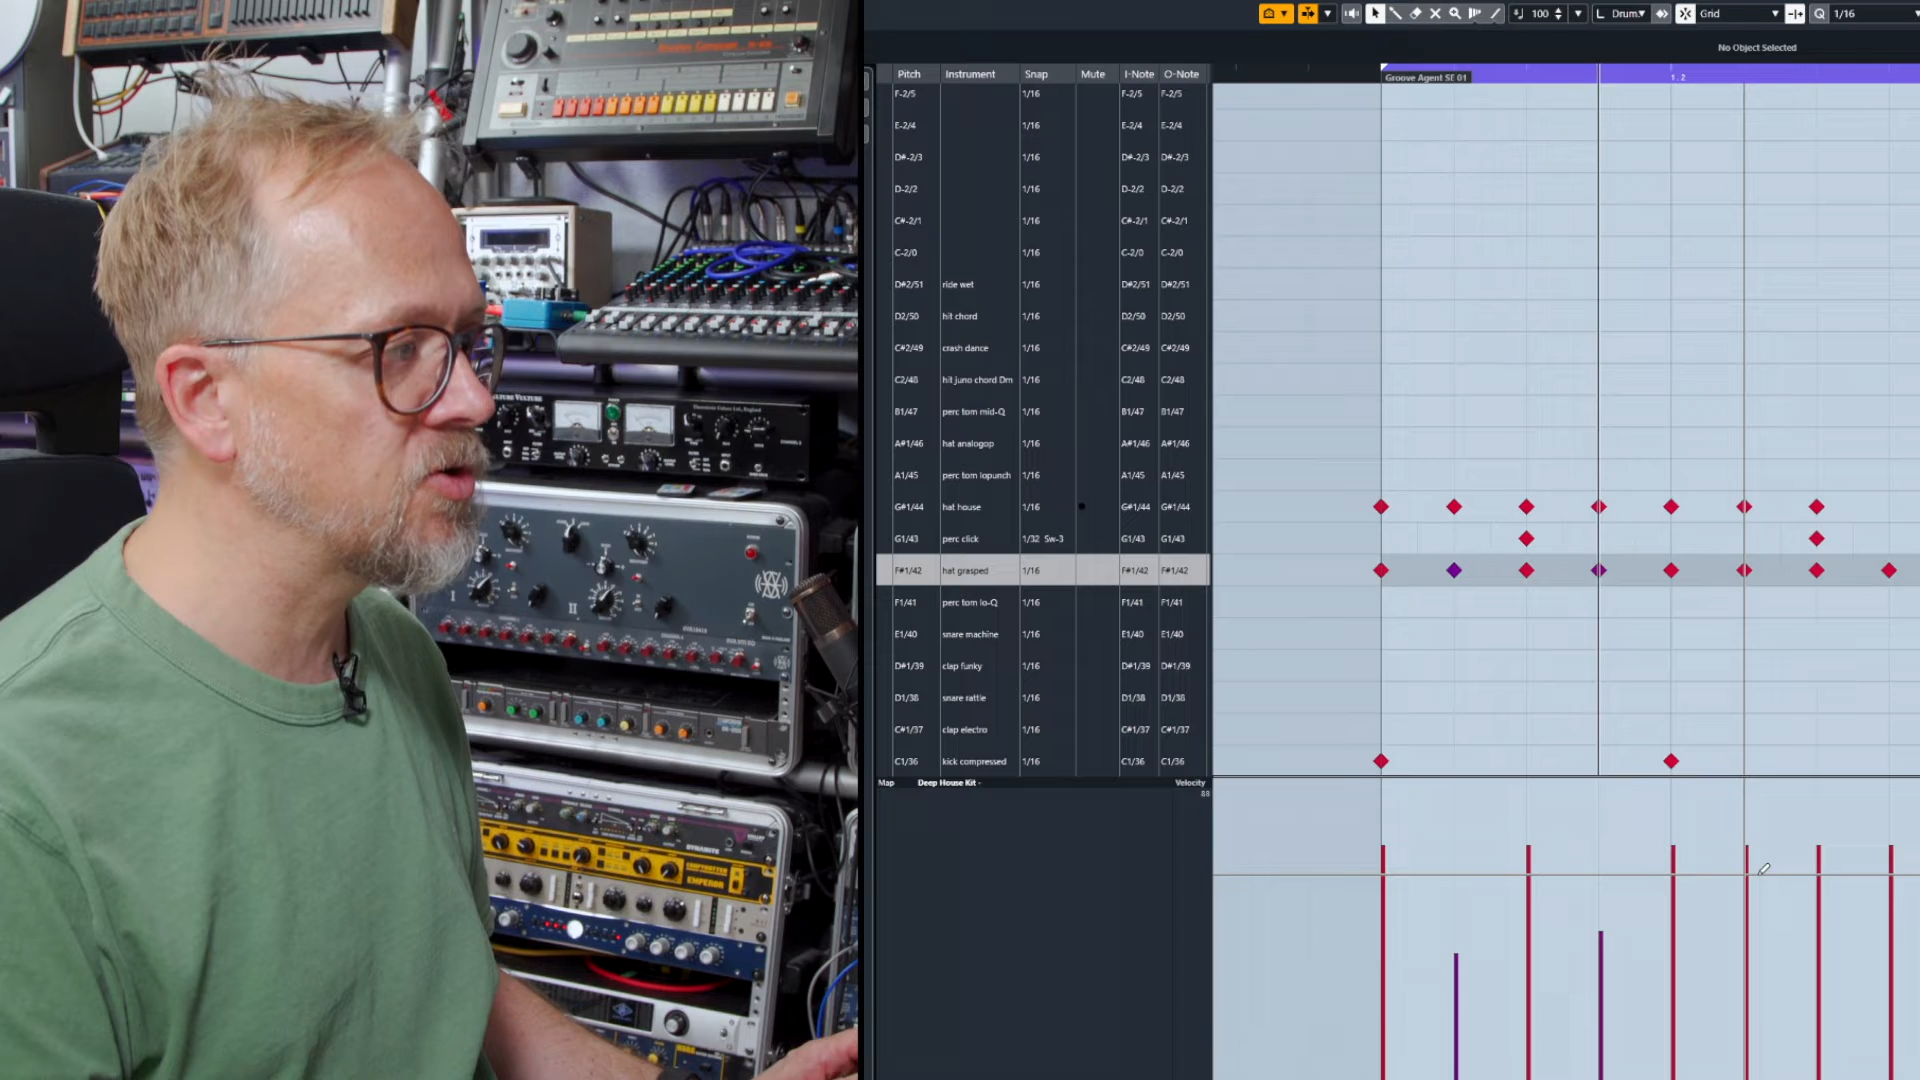 100
Drum
Grid
1/16
No Object Selected
Pitch Instrument Snap Mute I-Note O-Note
Groove Agent SE 01
1. 2
F-2/5 1/16 F-2/5 F-2/5
E-2/4 1/16 E-2/4 E-2/4
D#-2/3 1/16 D#-2/3 D#-2/3
D-2/2 1/16 D-2/2 D-2/2
C#-2/1 1/16 C#-2/1 C#-2/1
C-2/0 1/16 C-2/0 C-2/0
D#2/51 ride wet 1/16 D#2/51 D#2/51
D2/50 hit chord 1/16 D2/50 D2/50
C#2/49 crash dance 1/16 C#2/49 C#2/49
C2/48 hit juno chord Dm 1/16 C2/48 C2/48
B1/47 perc tom mid-Q 1/16 B1/47 B1/47
A#1/46 hat analogop 1/16 A#1/46 A#1/46
A1/45 perc tom lopunch 1/16 A1/45 A1/45
G#1/44 hat house 1/16 G#1/44 G#1/44
G1/43 perc click 1/32 Sw-3 G1/43 G1/43
F#1/42 hat grasped 1/16 F#1/42 F#1/42
F1/41 perc tom lo-Q 1/16 F1/41 F1/41
E1/40 snare machine 1/16 E1/40 E1/40
D#1/39 clap funky 1/16 D#1/39 D#1/39
D1/38 snare rattle 1/16 D1/38 D1/38
C#1/37 clap electro 1/16 C#1/37 C#1/37
C1/36 kick compressed 1/16 C1/36 C1/36
Map Deep House Kit - Velocity
88
VULTURE
I
II
DYNAMITE
EMPEROR